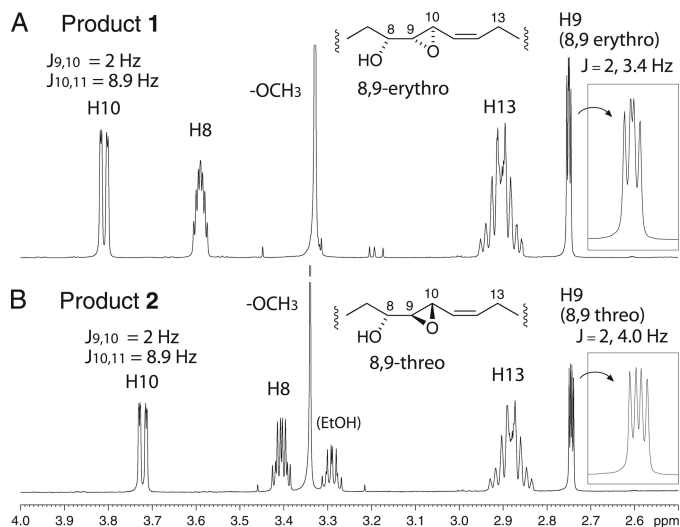 A Product 1
J9,10 = 2 Hz
J10,11 = 8.9 Hz
H10
H8
-OCH3
8 9 10 13
HO O
8,9-erythro
H13
H9
(8,9 erythro)
J = 2, 3.4 Hz
B Product 2
J9,10 = 2 Hz
J10,11 = 8.9 Hz
H10
H8
-OCH3
(EtOH)
8 9 10 13
HO O
8,9-threo
H13
H9
(8,9 threo)
J = 2, 4.0 Hz
4.0 3.9 3.8 3.7 3.6 3.5 3.4 3.3 3.2 3.1 3.0 2.9 2.8 2.7 2.6 ppm